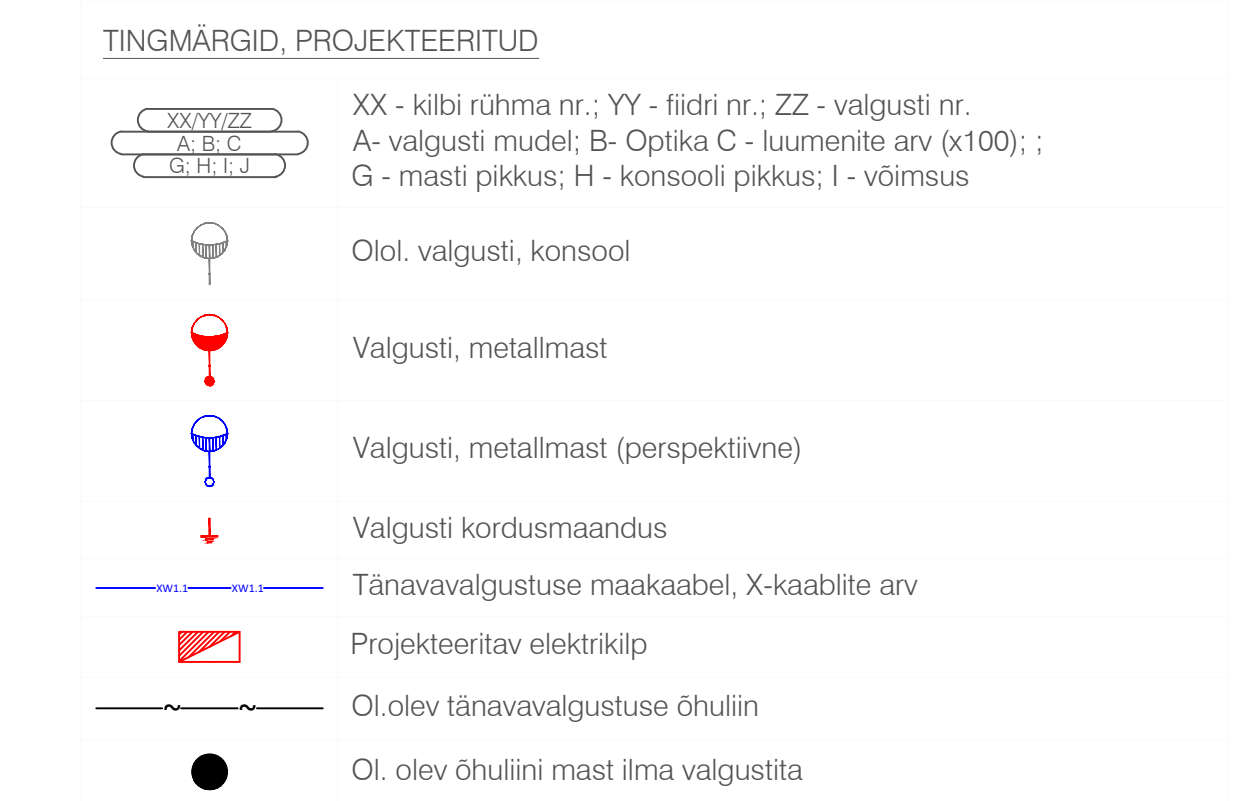 TINGMÄRGID, PROJEKTEERITUD
XX/YY/ZZ
A; B; C
G; H; I; J
XX - kilbi rühma nr.; YY - fiidri nr.; ZZ - valgusti nr.
A- valgusti mudel; B- Optika C - luumenite arv (x100); ;
G - masti pikkus; H - konsooli pikkus; I - võimsus
Olol. valgusti, konsool
Valgusti, metallmast
Valgusti, metallmast (perspektiivne)
Valgusti kordusmaandus
XW1.1 XW1.1
Tänavavalgustuse maakaabel, X-kaablite arv
Projekteeritav elektrikilp
Ol.olev tänavavalgustuse õhuliin
Ol. olev õhuliini mast ilma valgustita